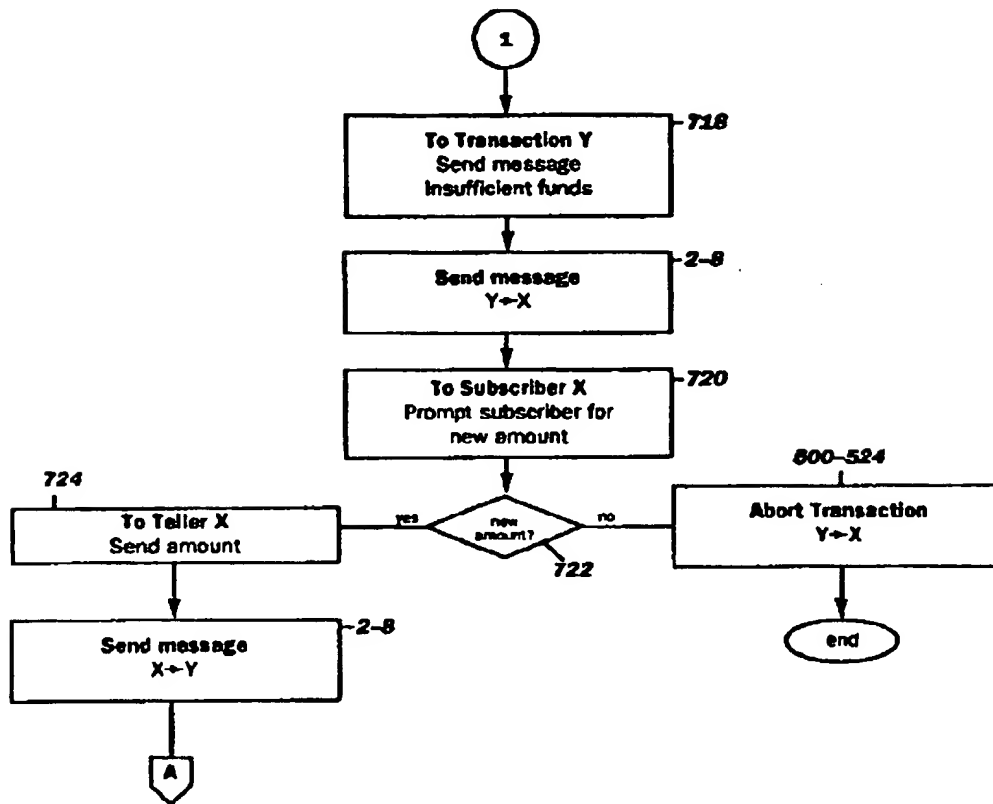 1
718
To Transaction Y
Send message
Insufficient funds
2-8
Send message
Y→X
720
To Subscriber X
Prompt subscriber for
new amount
724
To Teller X
Send amount
yes
new
amount?
no
722
500-524
Abort Transaction
Y→X
end
2-8
Send message
X→Y
A